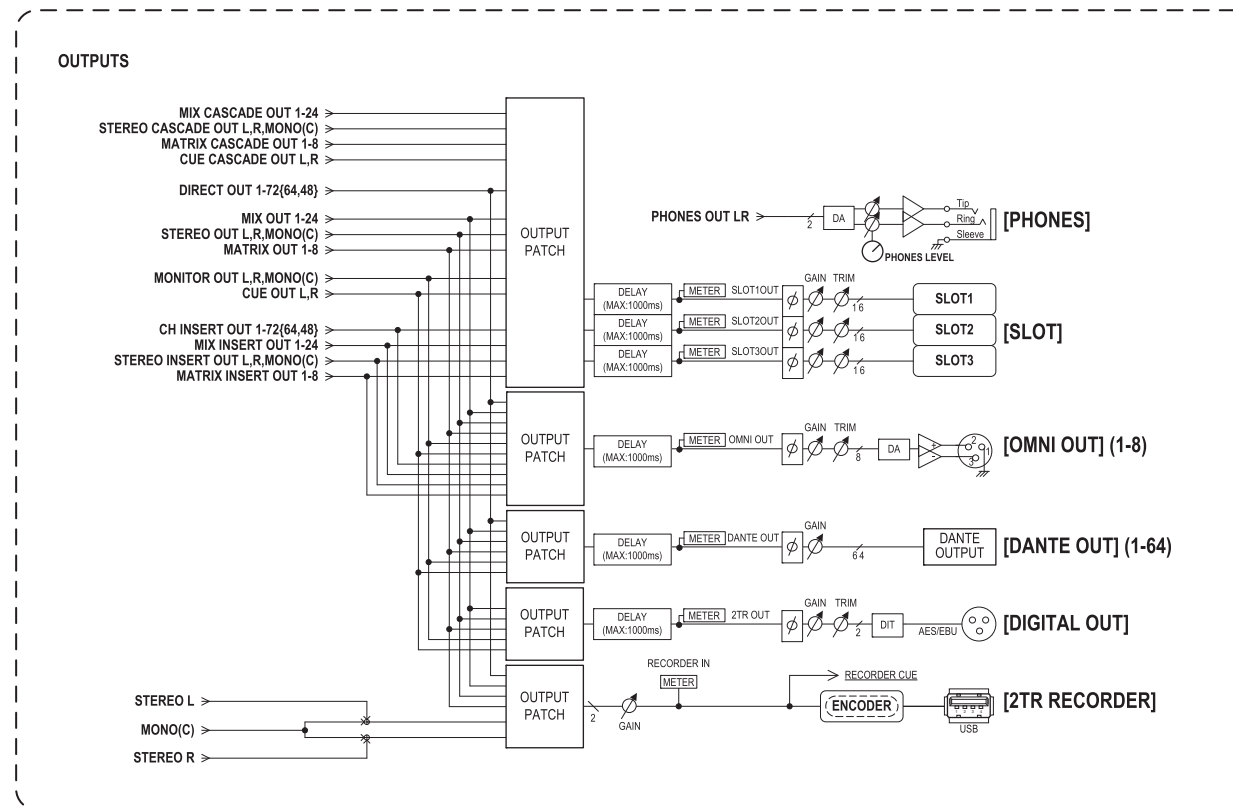 OUTPUTS
MIX CASCADE OUT 1-24
STEREO CASCADE OUT L,R,MONO(C)
MATRIX CASCADE OUT 1-8
CUE CASCADE OUT L,R
DIRECT OUT 1-72{64,48}
MIX OUT 1-24
STEREO OUT L,R,MONO(C)
MATRIX OUT 1-8
MONITOR OUT L,R,MONO(C)
CUE OUT L,R
CH INSERT OUT 1-72{64,48}
MIX INSERT OUT 1-24
STEREO INSERT OUT L,R,MONO(C)
MATRIX INSERT OUT 1-8
OUTPUT
PATCH
PHONES OUT LR
2
DA
PHONES LEVEL
Tip
Ring
Sleeve
[PHONES]
GAIN TRIM
DELAY
(MAX:1000ms)
METER SLOT1OUT
ϕ
16
SLOT1
DELAY
(MAX:1000ms)
METER SLOT2OUT
ϕ
16
SLOT2
[SLOT]
DELAY
(MAX:1000ms)
METER SLOT3OUT
ϕ
16
SLOT3
OUTPUT
PATCH
DELAY
(MAX:1000ms)
METER OMNI OUT
ϕ
GAIN TRIM
8
DA
+
-
2
1
3
[OMNI OUT] (1-8)
OUTPUT
PATCH
DELAY
(MAX:1000ms)
METER DANTE OUT
ϕ
GAIN
64
DANTE
OUTPUT
[DANTE OUT] (1-64)
OUTPUT
PATCH
DELAY
(MAX:1000ms)
METER 2TR OUT
ϕ
GAIN TRIM
2
DIT
AES/EBU
[DIGITAL OUT]
STEREO L
MONO(C)
STEREO R
OUTPUT
PATCH
2
GAIN
RECORDER IN
METER
RECORDER CUE
ENCODER
USB
[2TR RECORDER]